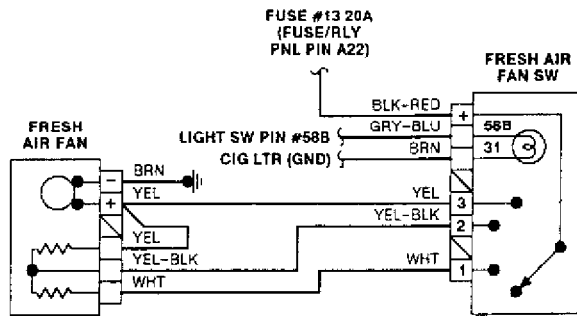 FUSE #13 20A
(FUSE/RLY
PNL PIN A22)
FRESH AIR
FAN SW
BLK-RED
+
GRY-BLU
58B
LIGHT SW PIN #58B
BRN
31
CIG LTR (GND)
FRESH
AIR FAN
BRN
-
YEL
+
YEL
3
YEL-BLK
2
YEL
YEL-BLK
WHT
1
WHT